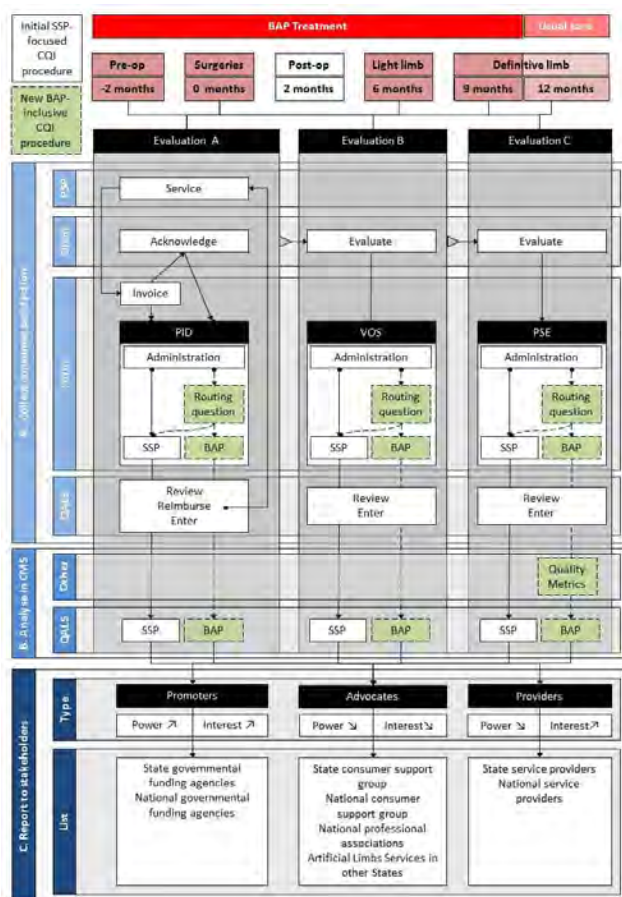 Initial SSP-
focused
CQI
procedure
BAP Treatment
Usual care
New BAP-
inclusive CQI
procedure
Pre-op
Surgeries
Post-op
Light limb
Definitive limb
-2 months
0 months
2 months
6 months
9 months
12 months
Evaluation A
Evaluation B
Evaluation C
PSP
Service
Acknowledge
Evaluate
Evaluate
Invoice
PID
VOS
PSE
Administration
Administration
Administration
Routing
question
Routing
question
Routing
question
SSP
BAP
SSP
BAP
SSP
BAP
QALS
Review
Reimburse
Enter
Review
Enter
Review
Enter
B. Analyse in CMS
Other
Quality
Metrics
QALS
SSP
BAP
SSP
BAP
SSP
BAP
C. Report to stakeholders
Type
Promoters
Advocates
Providers
Power ↗
Interest ↗
Power ↘
Interest ↘
Power ↘
Interest ↗
List
State governmental
funding agencies
National governmental
funding agencies
State consumer support
group
National consumer
support group
National professional
associations
Artificial Limbs Services in
other States
State service providers
National service
providers